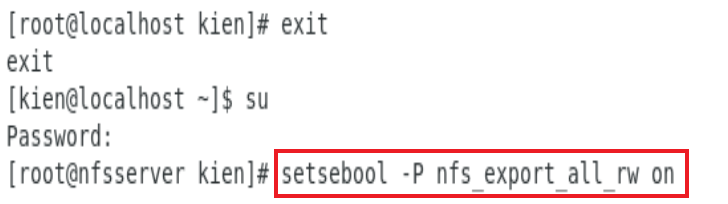 [root@localhost kien]# exit
exit
[kien@localhost ~]$ su
Password:
[root@nfsserver kien]# setsebool -P nfs_export_all_rw on